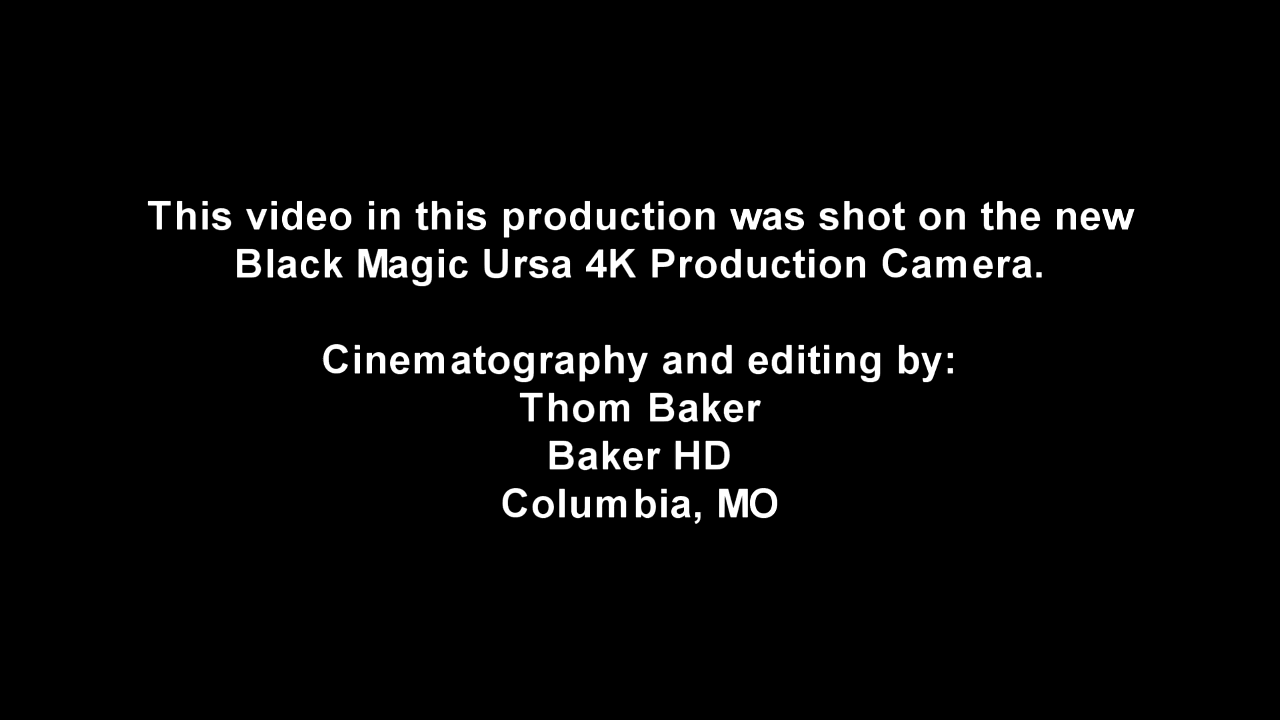 This video in this production was shot on the new
Black Magic Ursa 4K Production Camera.
Cinematography and editing by:
Thom Baker
Baker HD
Columbia, MO